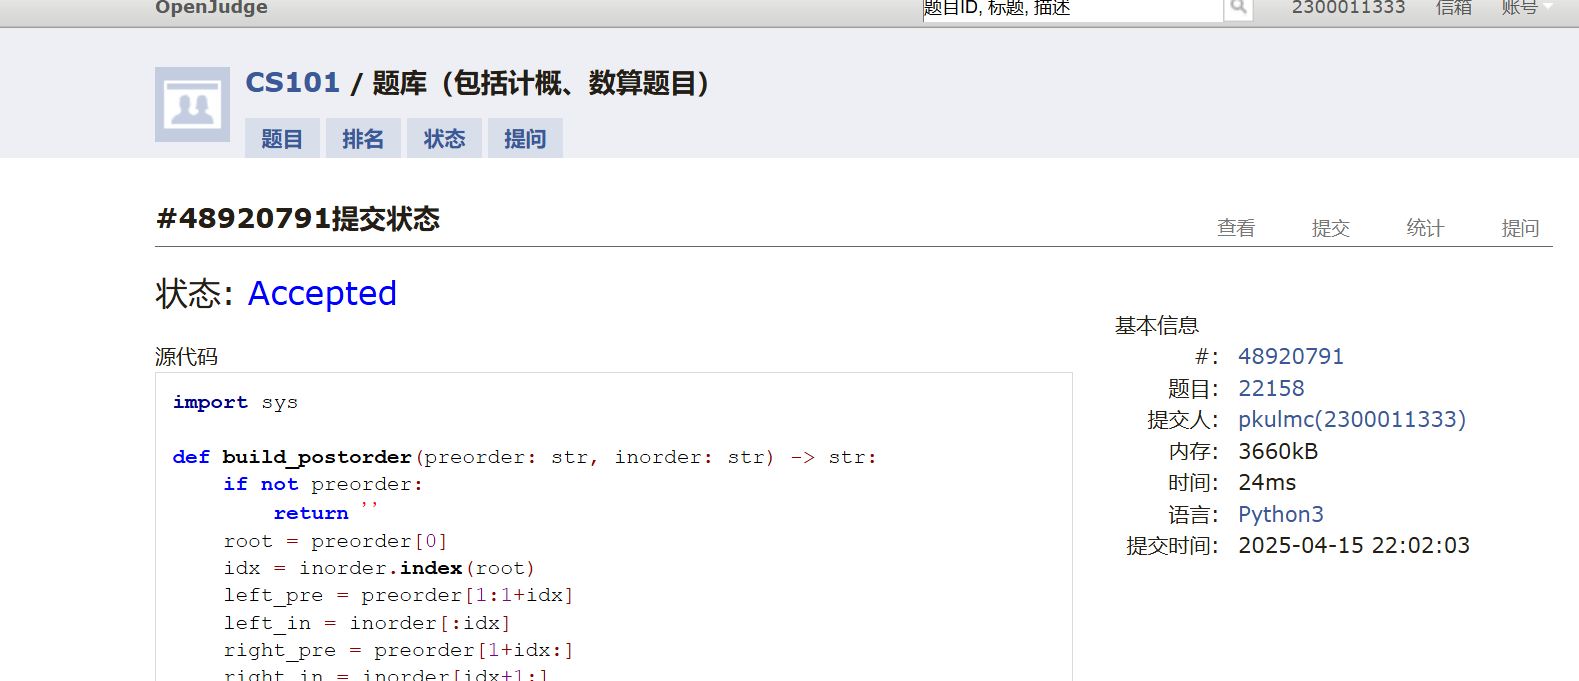 OpenJudge
题目ID, 标题, 描述
2300011333 信箱 账号
CS101 / 题库（包括计概、数算题目）
题目 排名 状态 提问
#48920791提交状态
查看 提交 统计 提问
状态: Accepted
源代码
import sys
def build_postorder(preorder: str, inorder: str) -> str:
    if not preorder:
        return ''
    root = preorder[0]
    idx = inorder.index(root)
    left_pre = preorder[1:1+idx]
    left_in = inorder[:idx]
    right_pre = preorder[1+idx:]
    right_in = inorder[idx+1:]
基本信息
#: 48920791
题目: 22158
提交人: pkulmc(2300011333)
内存: 3660kB
时间: 24ms
语言: Python3
提交时间: 2025-04-15 22:02:03